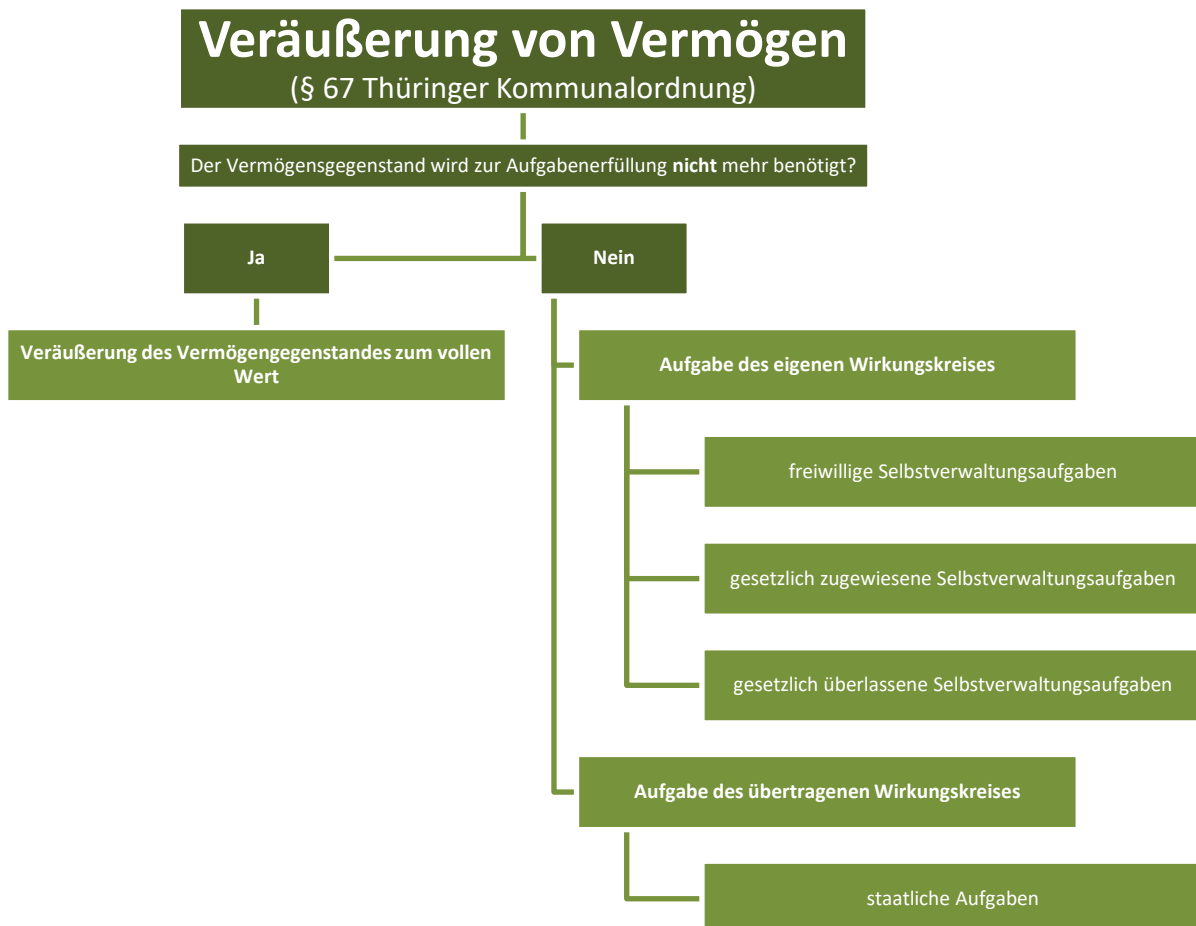 Veräußerung von Vermögen
(§ 67 Thüringer Kommunalordnung)
Der Vermögensgegenstand wird zur Aufgabenerfüllung nicht mehr benötigt?
Ja
Nein
Veräußerung des Vermögengegenstandes zum vollen
Wert
Aufgabe des eigenen Wirkungskreises
freiwillige Selbstverwaltungsaufgaben
gesetzlich zugewiesene Selbstverwaltungsaufgaben
gesetzlich überlassene Selbstverwaltungsaufgaben
Aufgabe des übertragenen Wirkungskreises
staatliche Aufgaben